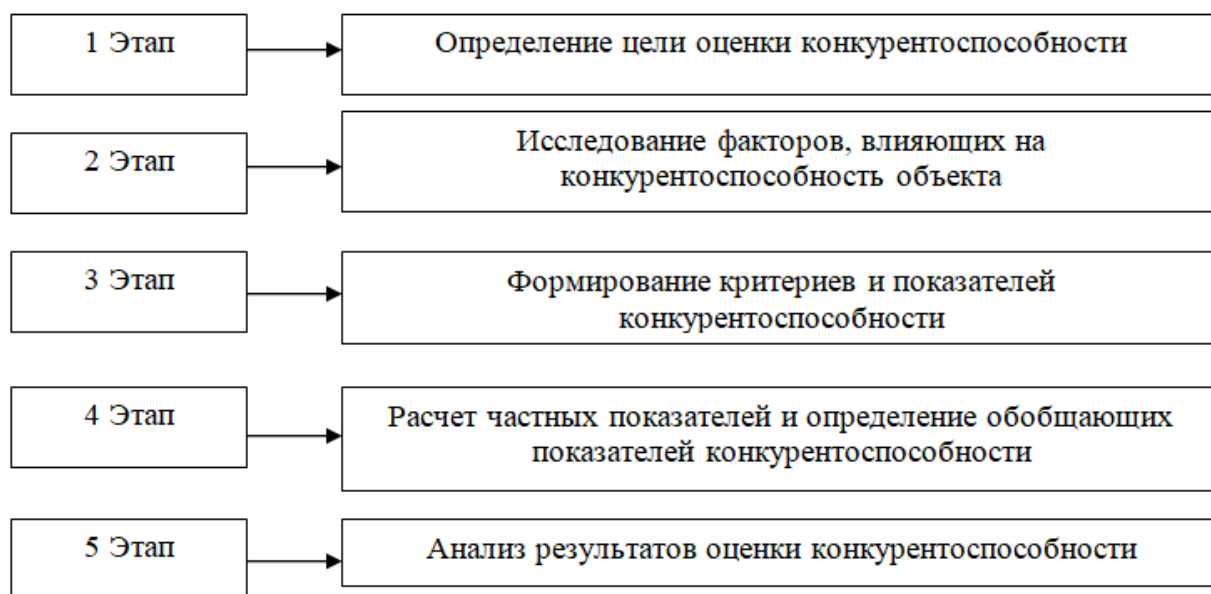 1 Этап
Определение цели оценки конкурентоспособности
2 Этап
Исследование факторов, влияющих на
конкурентоспособность объекта
3 Этап
Формирование критериев и показателей
конкурентоспособности
4 Этап
Расчет частных показателей и определение обобщающих
показателей конкурентоспособности
5 Этап
Анализ результатов оценки конкурентоспособности